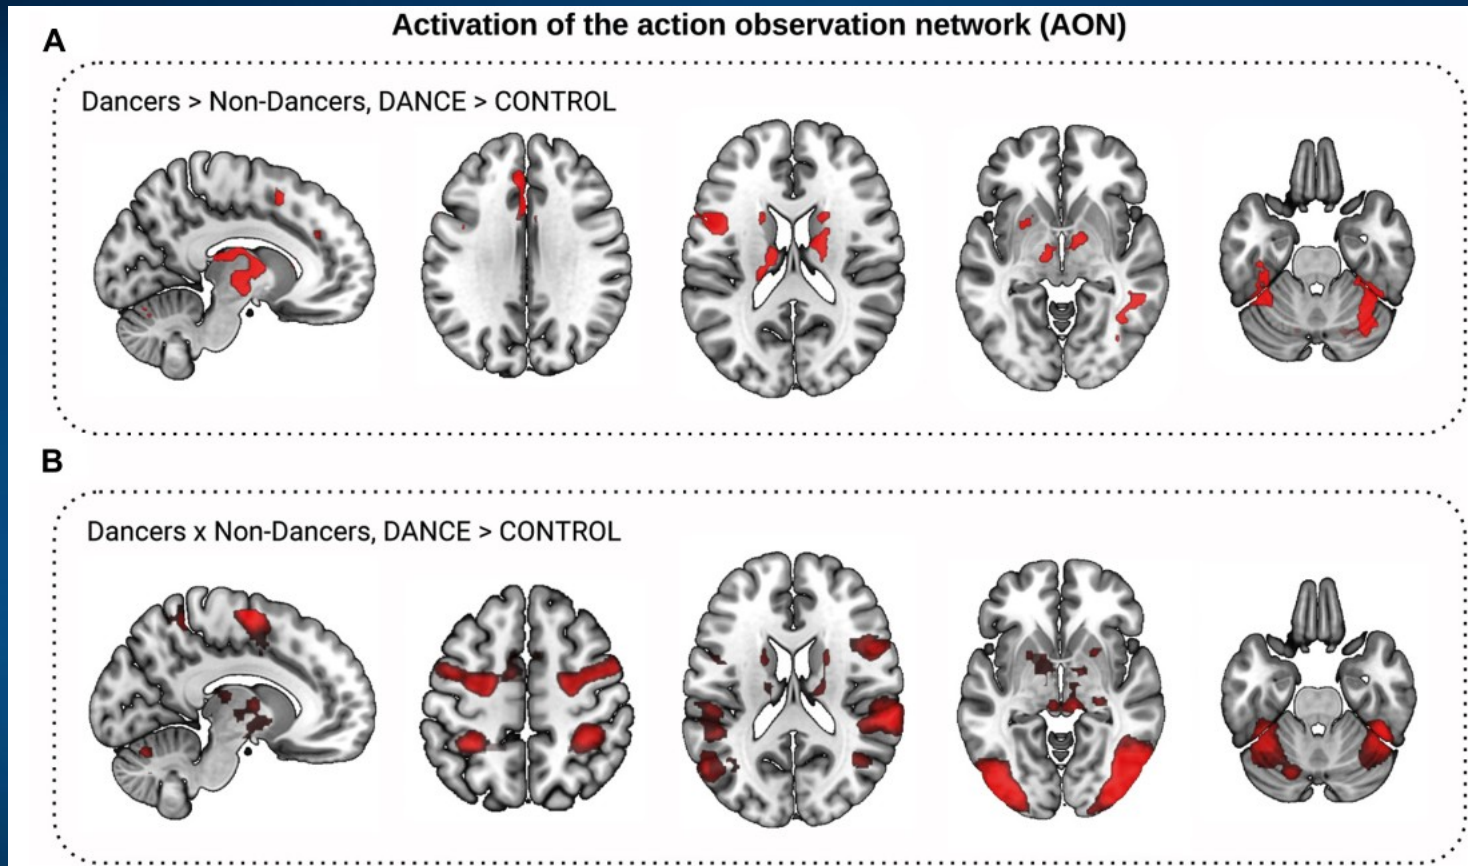 Activation of the action observation network (AON)
A
Dancers > Non-Dancers, DANCE > CONTROL
B
Dancers x Non-Dancers, DANCE > CONTROL